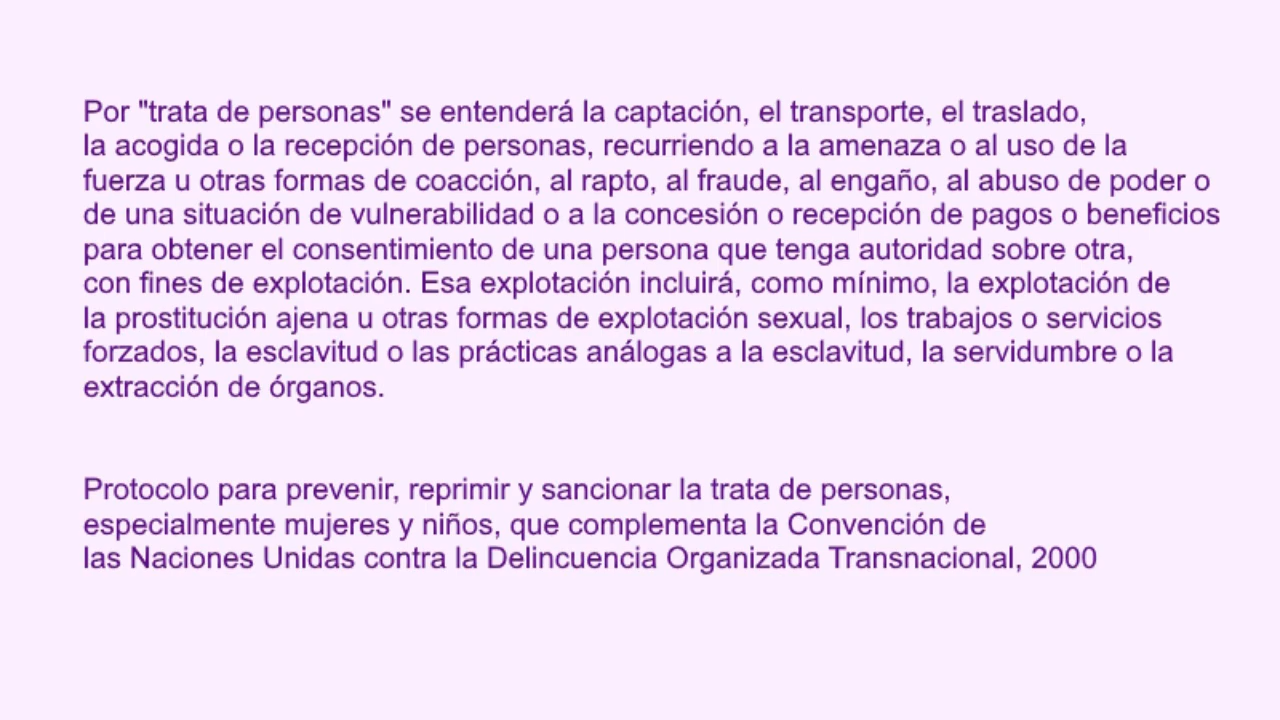 Por "trata de personas" se entenderá la captación, el transporte, el traslado,
la acogida o la recepción de personas, recurriendo a la amenaza o al uso de la
fuerza u otras formas de coacción, al rapto, al fraude, al engaño, al abuso de poder o
de una situación de vulnerabilidad o a la concesión o recepción de pagos o beneficios
para obtener el consentimiento de una persona que tenga autoridad sobre otra,
con fines de explotación. Esa explotación incluirá, como mínimo, la explotación de
la prostitución ajena u otras formas de explotación sexual, los trabajos o servicios
forzados, la esclavitud o las prácticas análogas a la esclavitud, la servidumbre o la
extracción de órganos.
Protocolo para prevenir, reprimir y sancionar la trata de personas,
especialmente mujeres y niños, que complementa la Convención de
las Naciones Unidas contra la Delincuencia Organizada Transnacional, 2000